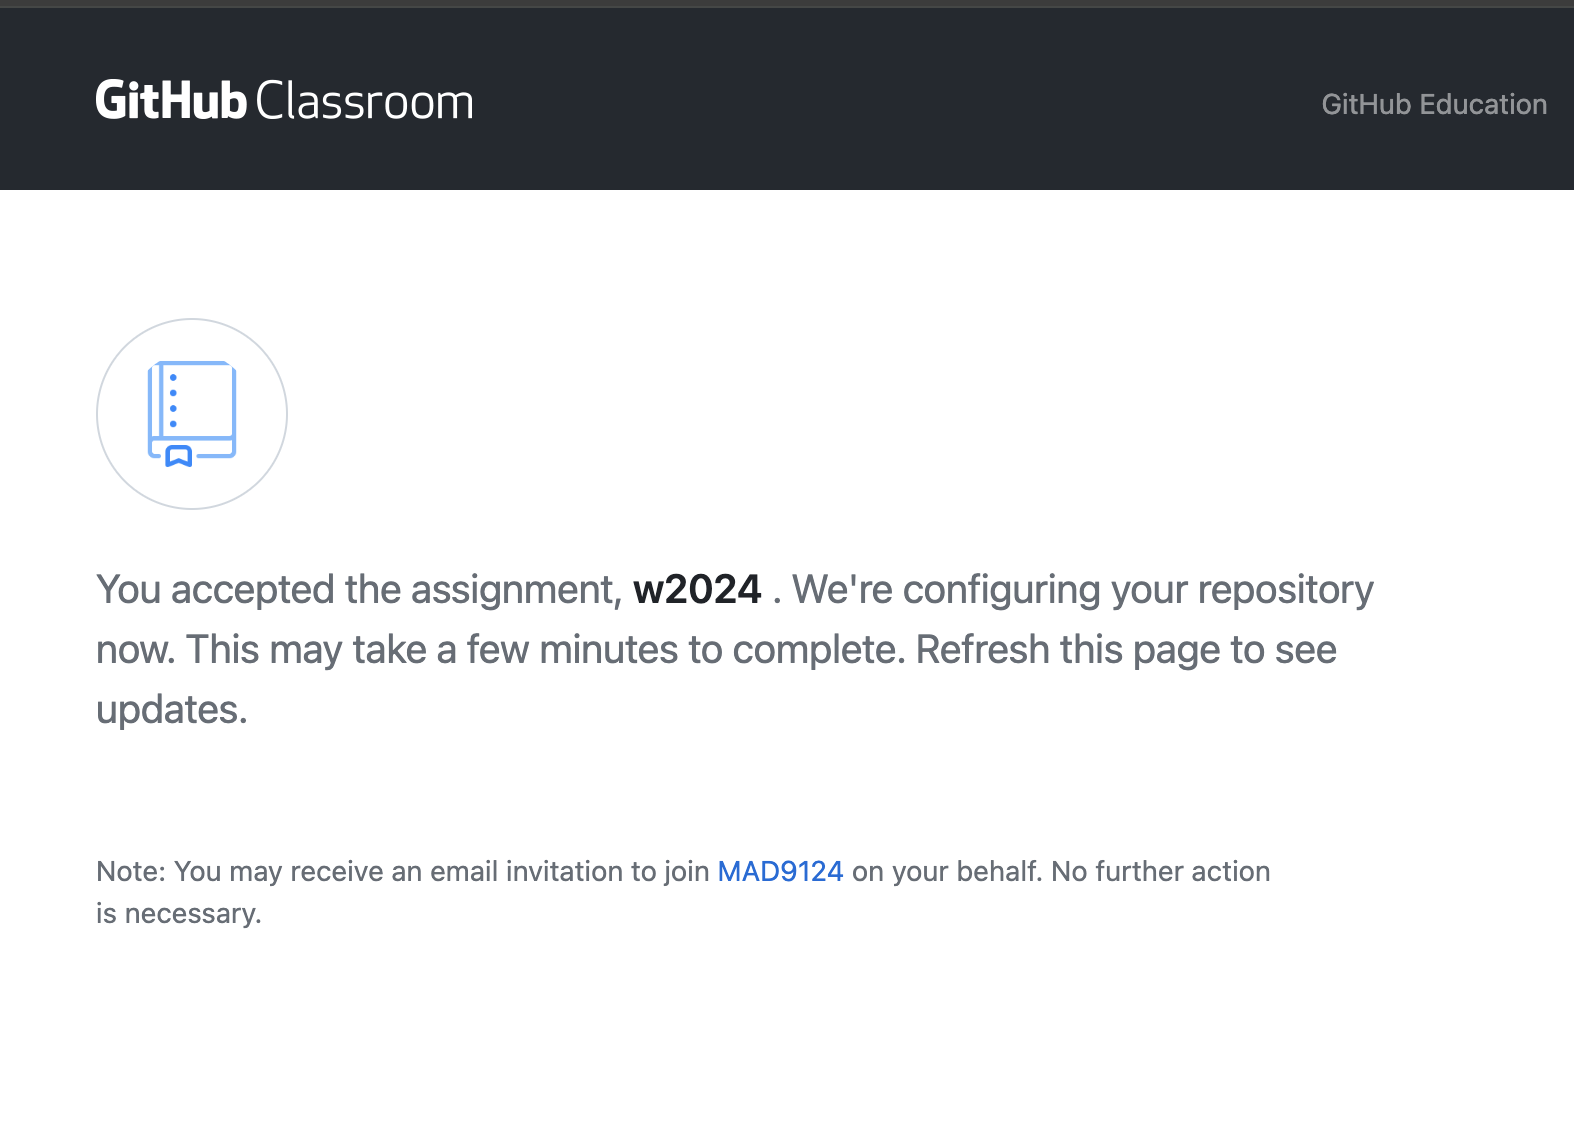 GitHub Classroom
GitHub Education
You accepted the assignment, w2024 . We're configuring your repository
now. This may take a few minutes to complete. Refresh this page to see
updates.
Note: You may receive an email invitation to join MAD9124 on your behalf. No further action
is necessary.